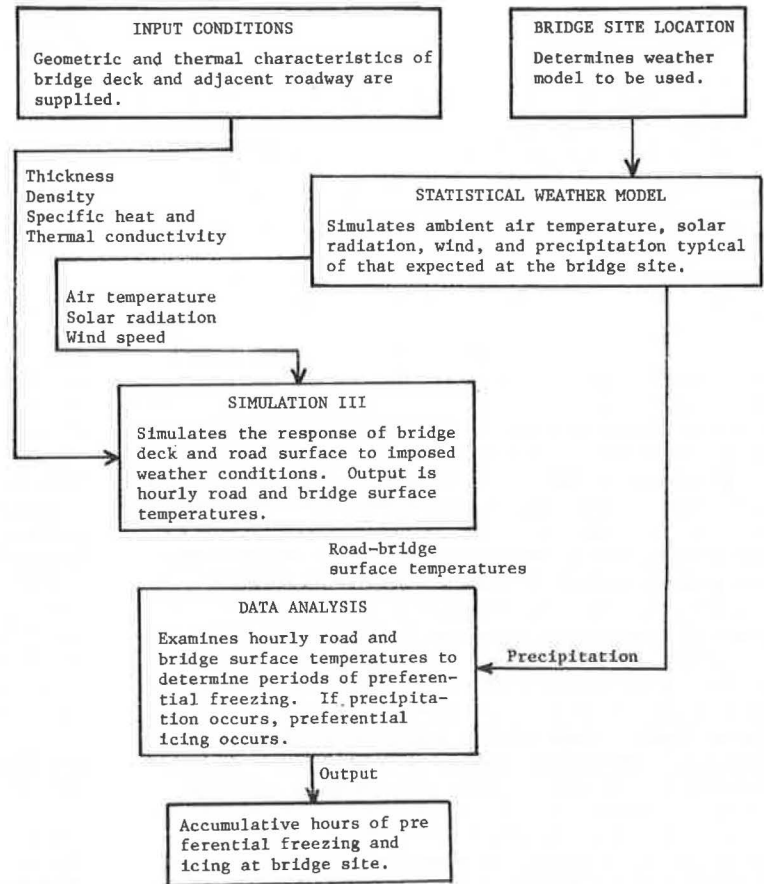 INPUT CONDITIONS
Geometric and thermal characteristics of
bridge deck and adjacent roadway are
supplied.
BRIDGE SITE LOCATION
Determines weather
model to be used.
Thickness
Density
Specific heat and
Thermal conductivity
STATISTICAL WEATHER MODEL
Simulates ambient air temperature, solar
radiation, wind, and precipitation typical
of that expected at the bridge site.
Air temperature
Solar radiation
Wind speed
SIMULATION III
Simulates the response of bridge
deck and road surface to imposed
weather conditions. Output is
hourly road and bridge surface
temperatures.
Road-bridge
surface temperatures
DATA ANALYSIS
Examines hourly road and
bridge surface temperatures to
determine periods of preferen-
tial freezing. If precipita-
tion occurs, preferential
icing occurs.
Precipitation
Output
Accumulative hours of pre
ferential freezing and
icing at bridge site.